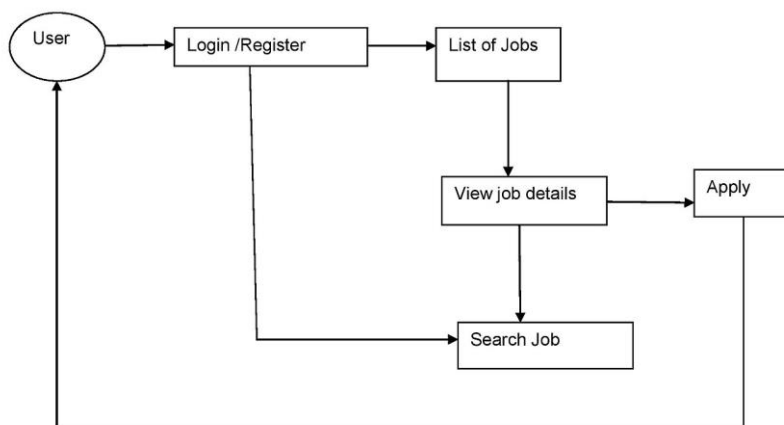 User
Login /Register
List of Jobs
View job details
Apply
Search Job